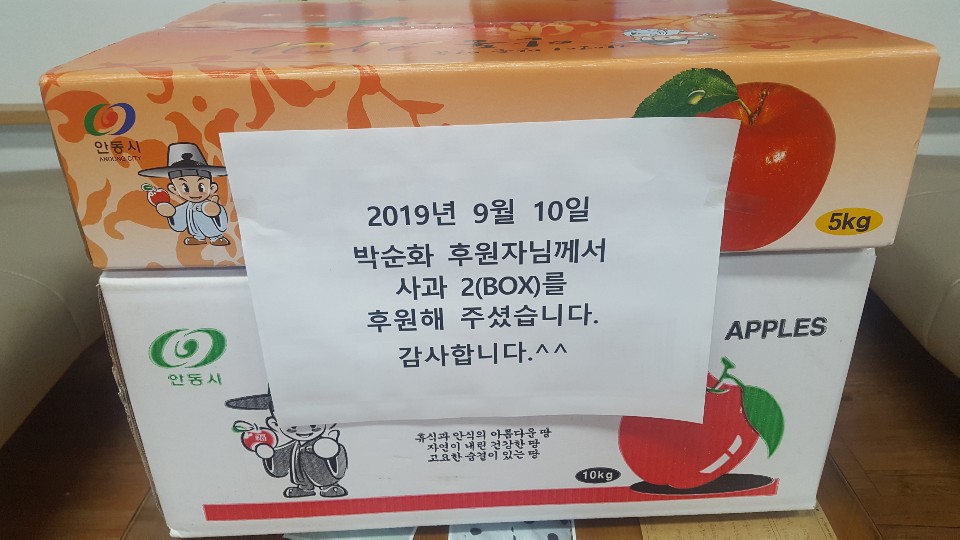 안동시
ANDONG CITY
2019년 9월 10일
박순화 후원자님께서
사과 2(BOX)를
후원해 주셨습니다.
감사합니다.^^
5kg
안동시
APPLES
휴식과 안식의 아름다운 땅
자연이 내린 건강한 땅
고요한 숨결이 있는 땅
10kg